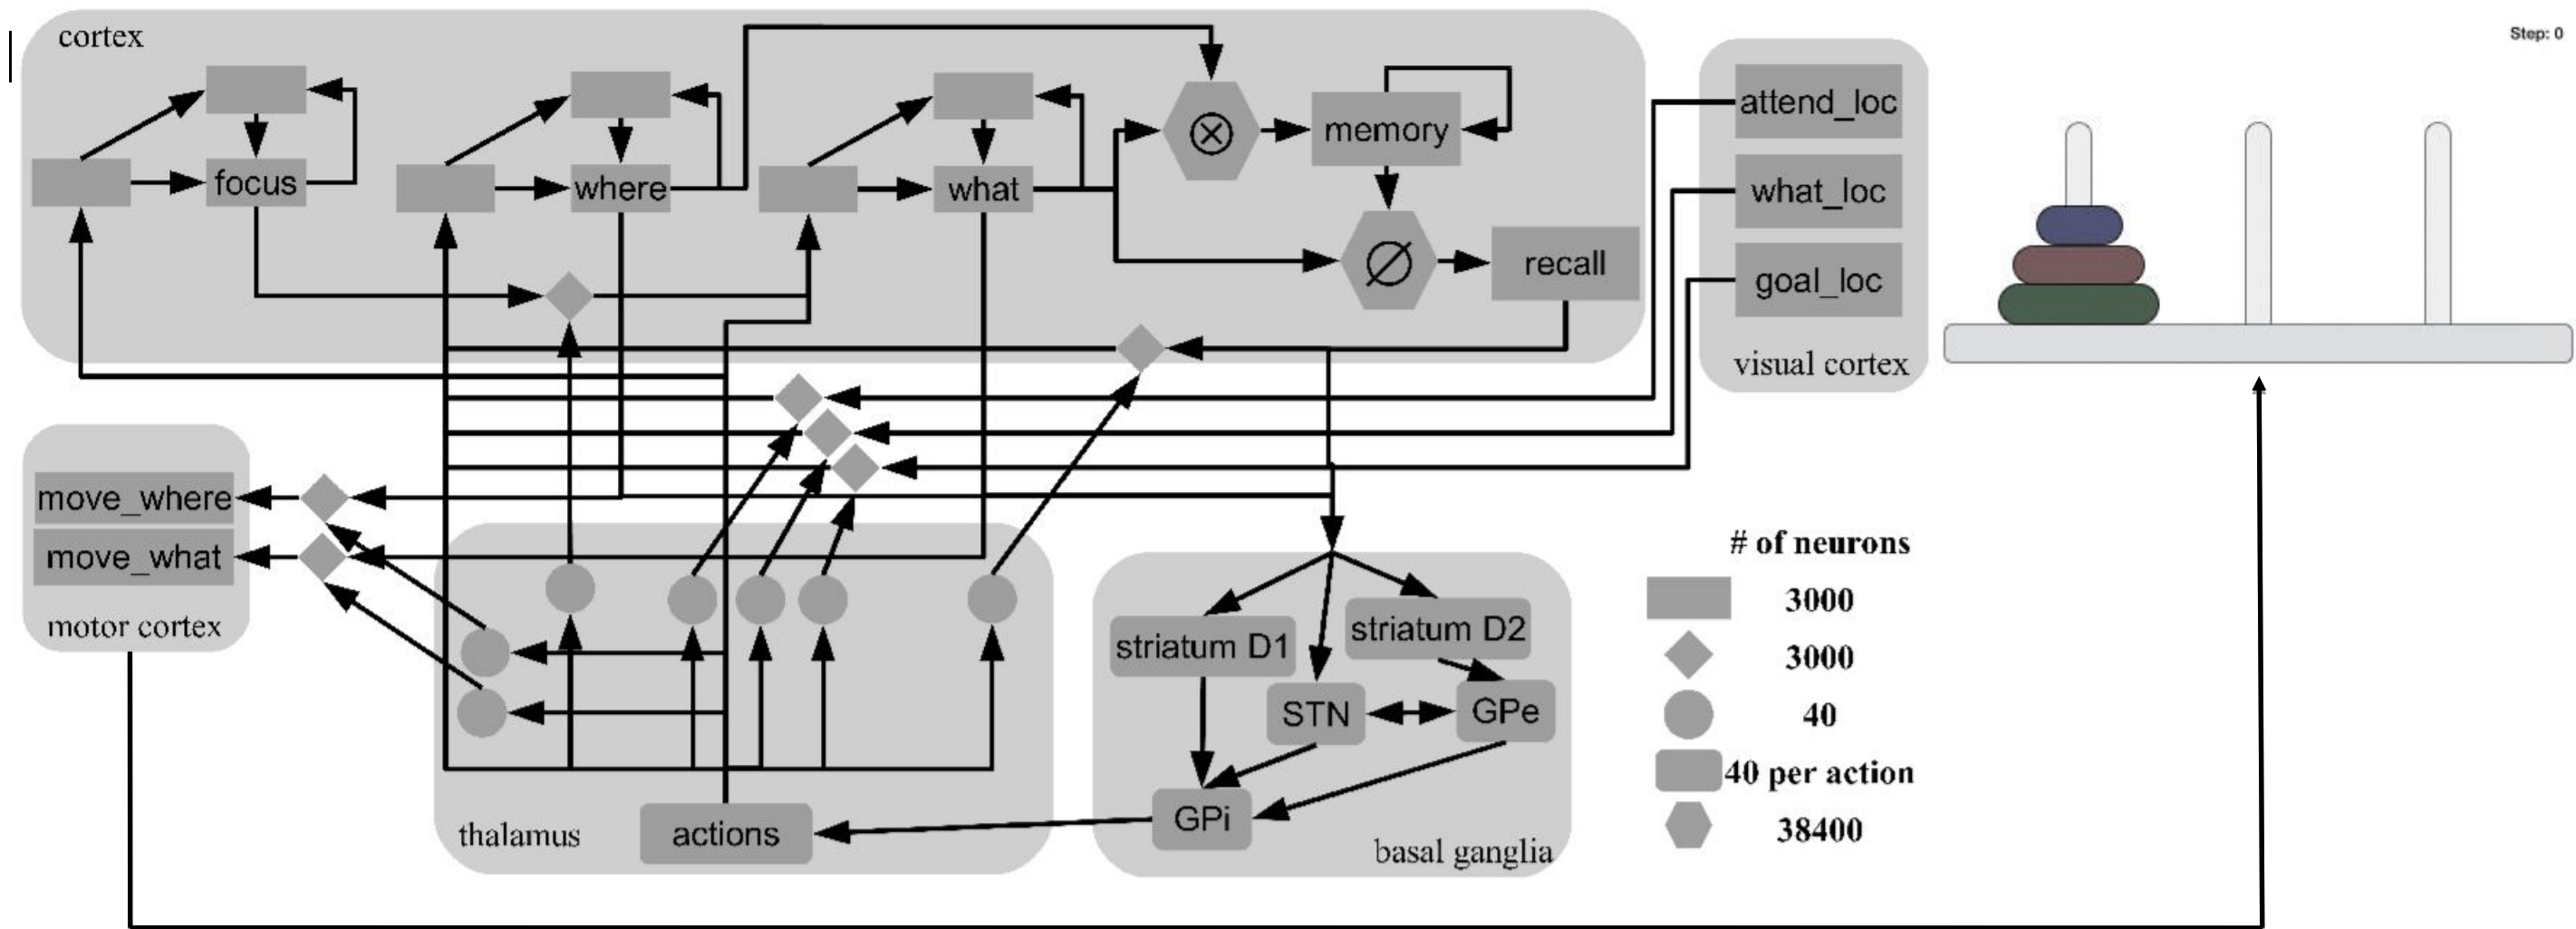 cortex
Step: 0
attend_loc
memory
focus
where
what
what_loc
recall
goal_loc
visual cortex
move_where
move_what
motor cortex
# of neurons
3000
3000
40
40 per action
38400
striatum D1
striatum D2
STN
GPe
GPi
actions
thalamus
basal ganglia